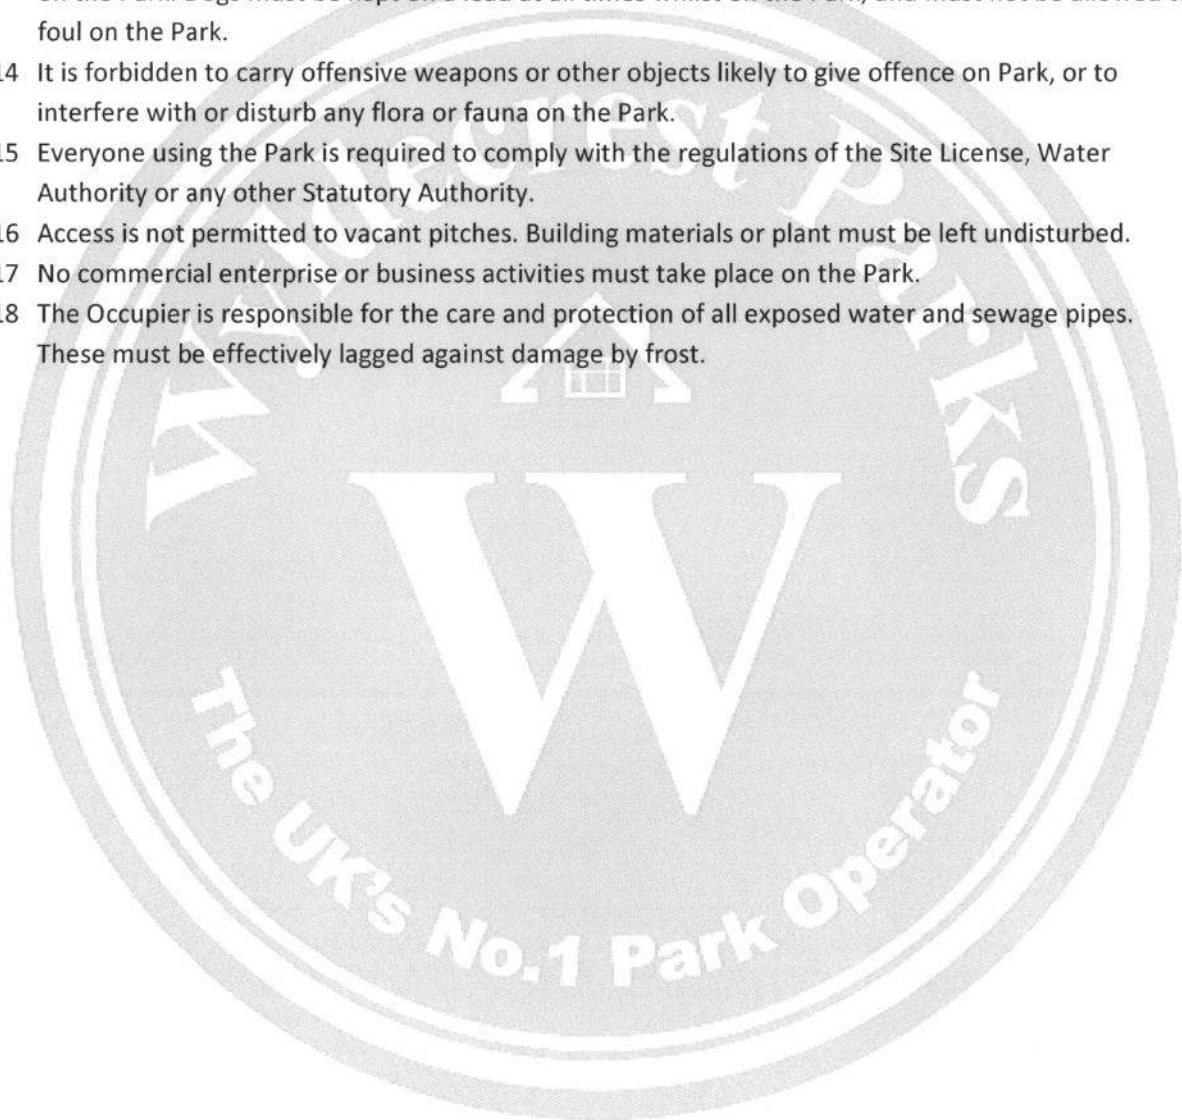 foul on the Park.
14 It is forbidden to carry offensive weapons or other objects likely to give offence on Park, or to
interfere with or disturb any flora or fauna on the Park.
15 Everyone using the Park is required to comply with the regulations of the Site License, Water
Authority or any other Statutory Authority.
16 Access is not permitted to vacant pitches. Building materials or plant must be left undisturbed.
17 No commercial enterprise or business activities must take place on the Park.
18 The Occupier is responsible for the care and protection of all exposed water and sewage pipes.
These must be effectively lagged against damage by frost.
Wyldecrest Parks
W
The UK's No.1 Park Operator